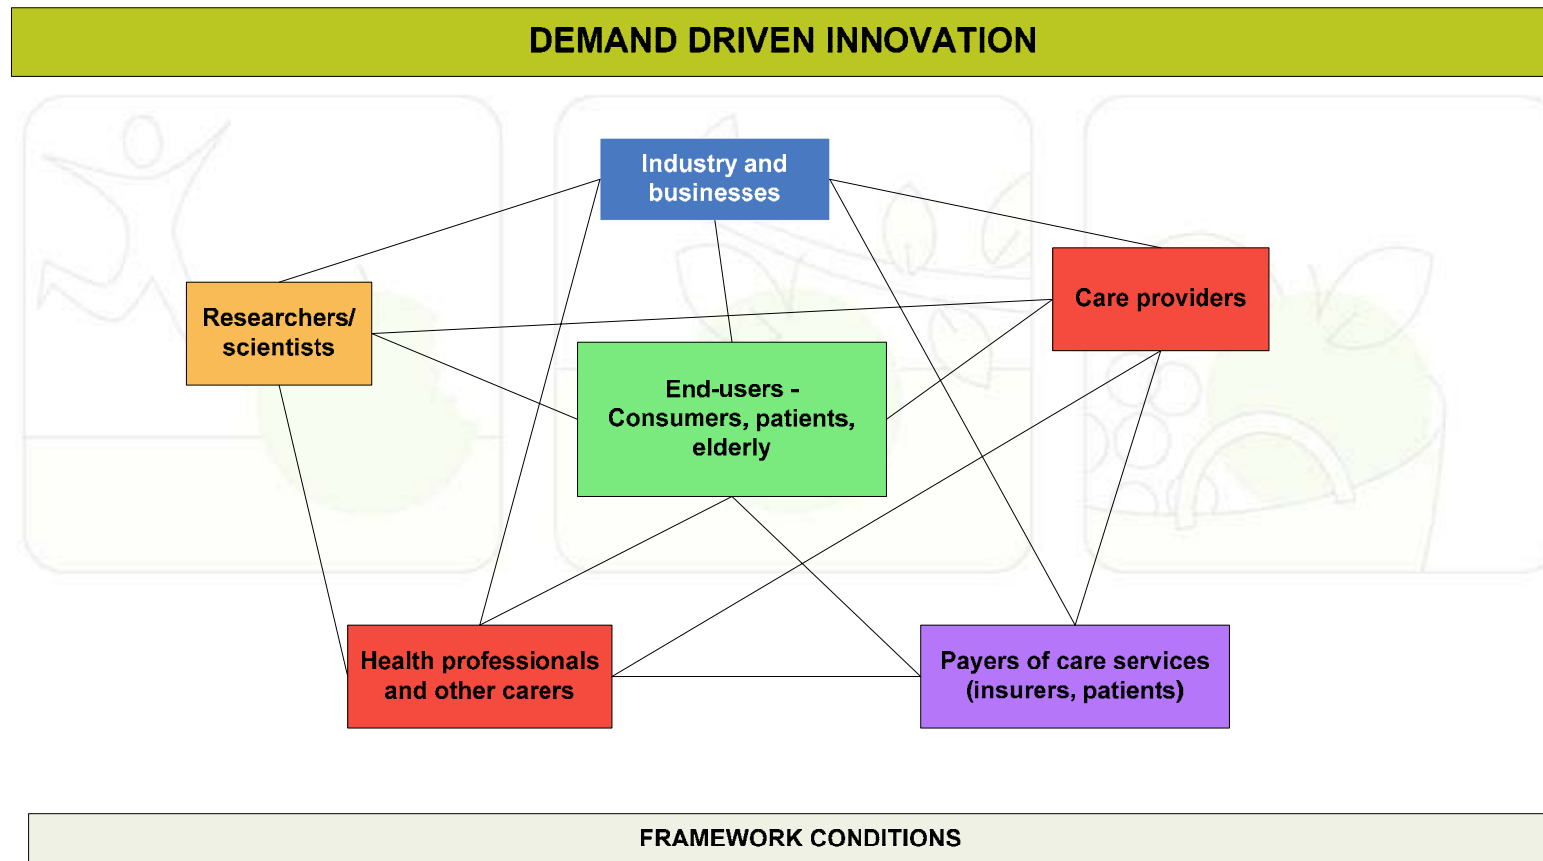 DEMAND DRIVEN INNOVATION
Industry and
businesses
Care providers
Researchers/
scientists
End-users -
Consumers, patients,
elderly
Health professionals
and other carers
Payers of care services
(insurers, patients)
FRAMEWORK CONDITIONS